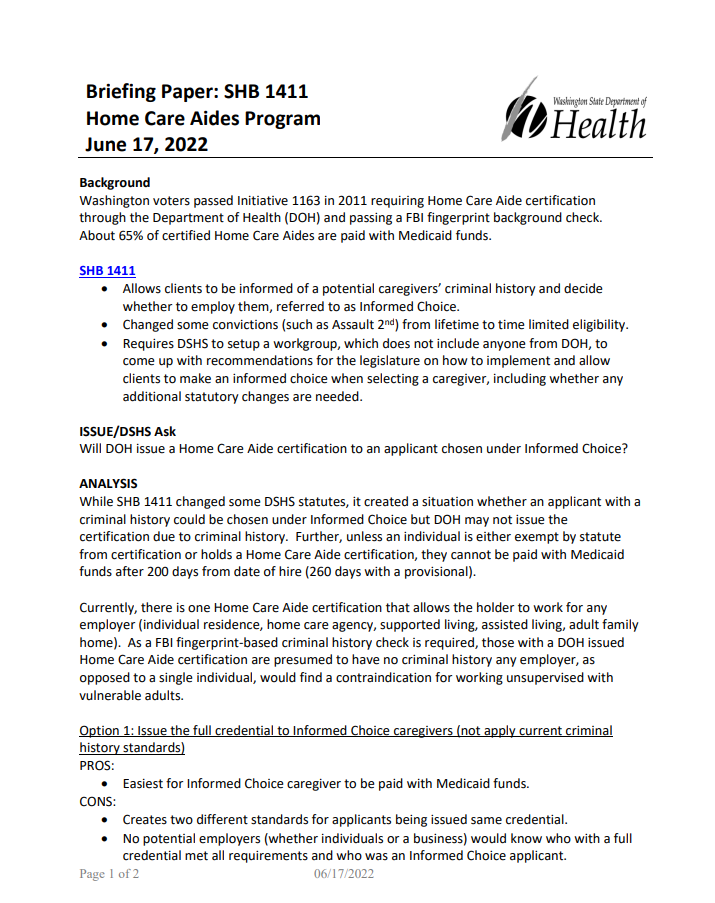 Briefing Paper: SHB 1411
Home Care Aides Program
June 17, 2022
Washington State Department of
Health
Background
Washington voters passed Initiative 1163 in 2011 requiring Home Care Aide certification
through the Department of Health (DOH) and passing a FBI fingerprint background check.
About 65% of certified Home Care Aides are paid with Medicaid funds.
SHB 1411
• Allows clients to be informed of a potential caregivers’ criminal history and decide
whether to employ them, referred to as Informed Choice.
• Changed some convictions (such as Assault 2nd) from lifetime to time limited eligibility.
• Requires DSHS to setup a workgroup, which does not include anyone from DOH, to
come up with recommendations for the legislature on how to implement and allow
clients to make an informed choice when selecting a caregiver, including whether any
additional statutory changes are needed.
ISSUE/DSHS Ask
Will DOH issue a Home Care Aide certification to an applicant chosen under Informed Choice?
ANALYSIS
While SHB 1411 changed some DSHS statutes, it created a situation whether an applicant with a
criminal history could be chosen under Informed Choice but DOH may not issue the
certification due to criminal history.  Further, unless an individual is either exempt by statute
from certification or holds a Home Care Aide certification, they cannot be paid with Medicaid
funds after 200 days from date of hire (260 days with a provisional).
Currently, there is one Home Care Aide certification that allows the holder to work for any
employer (individual residence, home care agency, supported living, assisted living, adult family
home).  As a FBI fingerprint-based criminal history check is required, those with a DOH issued
Home Care Aide certification are presumed to have no criminal history any employer, as
opposed to a single individual, would find a contraindication for working unsupervised with
vulnerable adults.
Option 1: Issue the full credential to Informed Choice caregivers (not apply current criminal
history standards)
PROS:
• Easiest for Informed Choice caregiver to be paid with Medicaid funds.
CONS:
• Creates two different standards for applicants being issued same credential.
• No potential employers (whether individuals or a business) would know who with a full
credential met all requirements and who was an Informed Choice applicant.
Page 1 of 2 06/17/2022